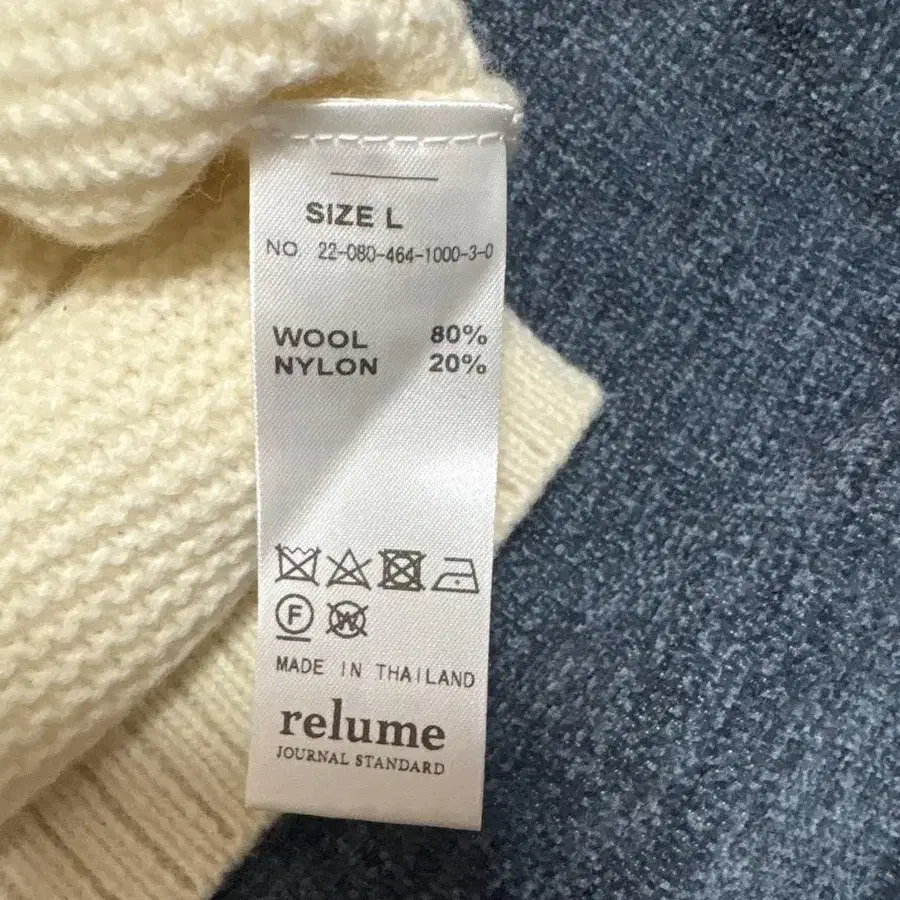 SIZE L
NO. 22-080-464-1000-3-0
WOOL 80%
NYLON 20%
F W
MADE IN THAILAND
relume
JOURNAL STANDARD